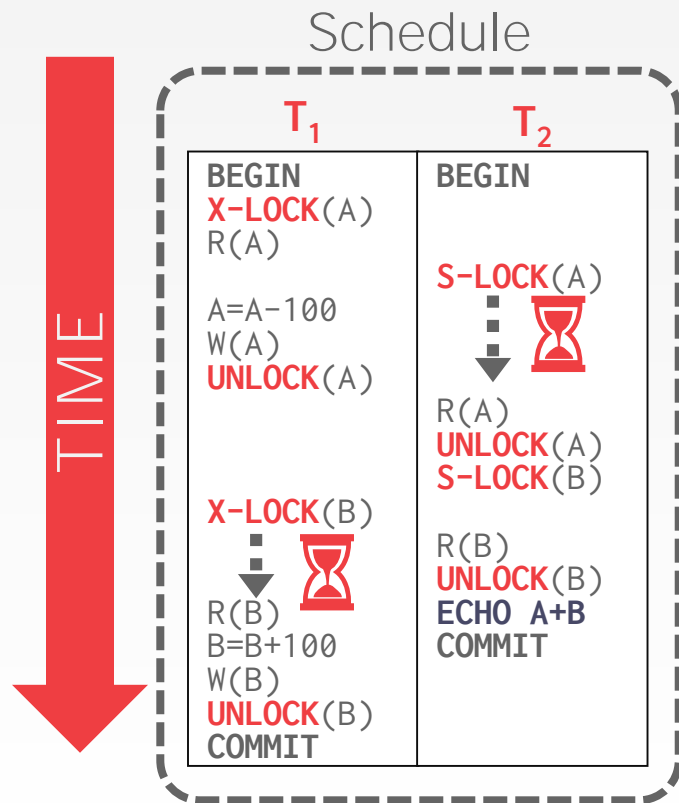 Schedule
TIME
T1
T2
BEGIN
X-LOCK(A)
R(A)
A=A-100
W(A)
UNLOCK(A)
X-LOCK(B)
R(B)
B=B+100
W(B)
UNLOCK(B)
COMMIT
BEGIN
S-LOCK(A)
R(A)
UNLOCK(A)
S-LOCK(B)
R(B)
UNLOCK(B)
ECHO A+B
COMMIT